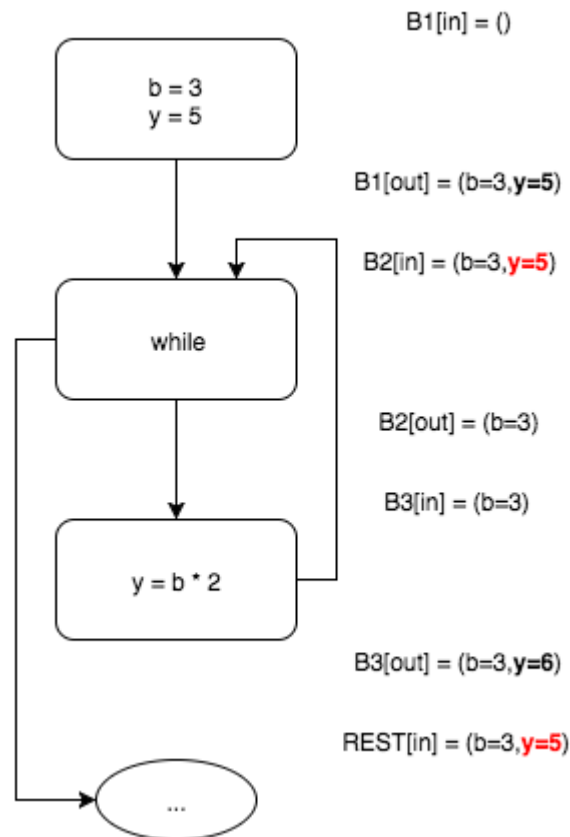 B1[in] = ()
b = 3
y = 5
B1[out] = (b=3,y=5)
B2[in] = (b=3,y=5)
while
B2[out] = (b=3)
B3[in] = (b=3)
y = b * 2
B3[out] = (b=3,y=6)
REST[in] = (b=3,y=5)
...